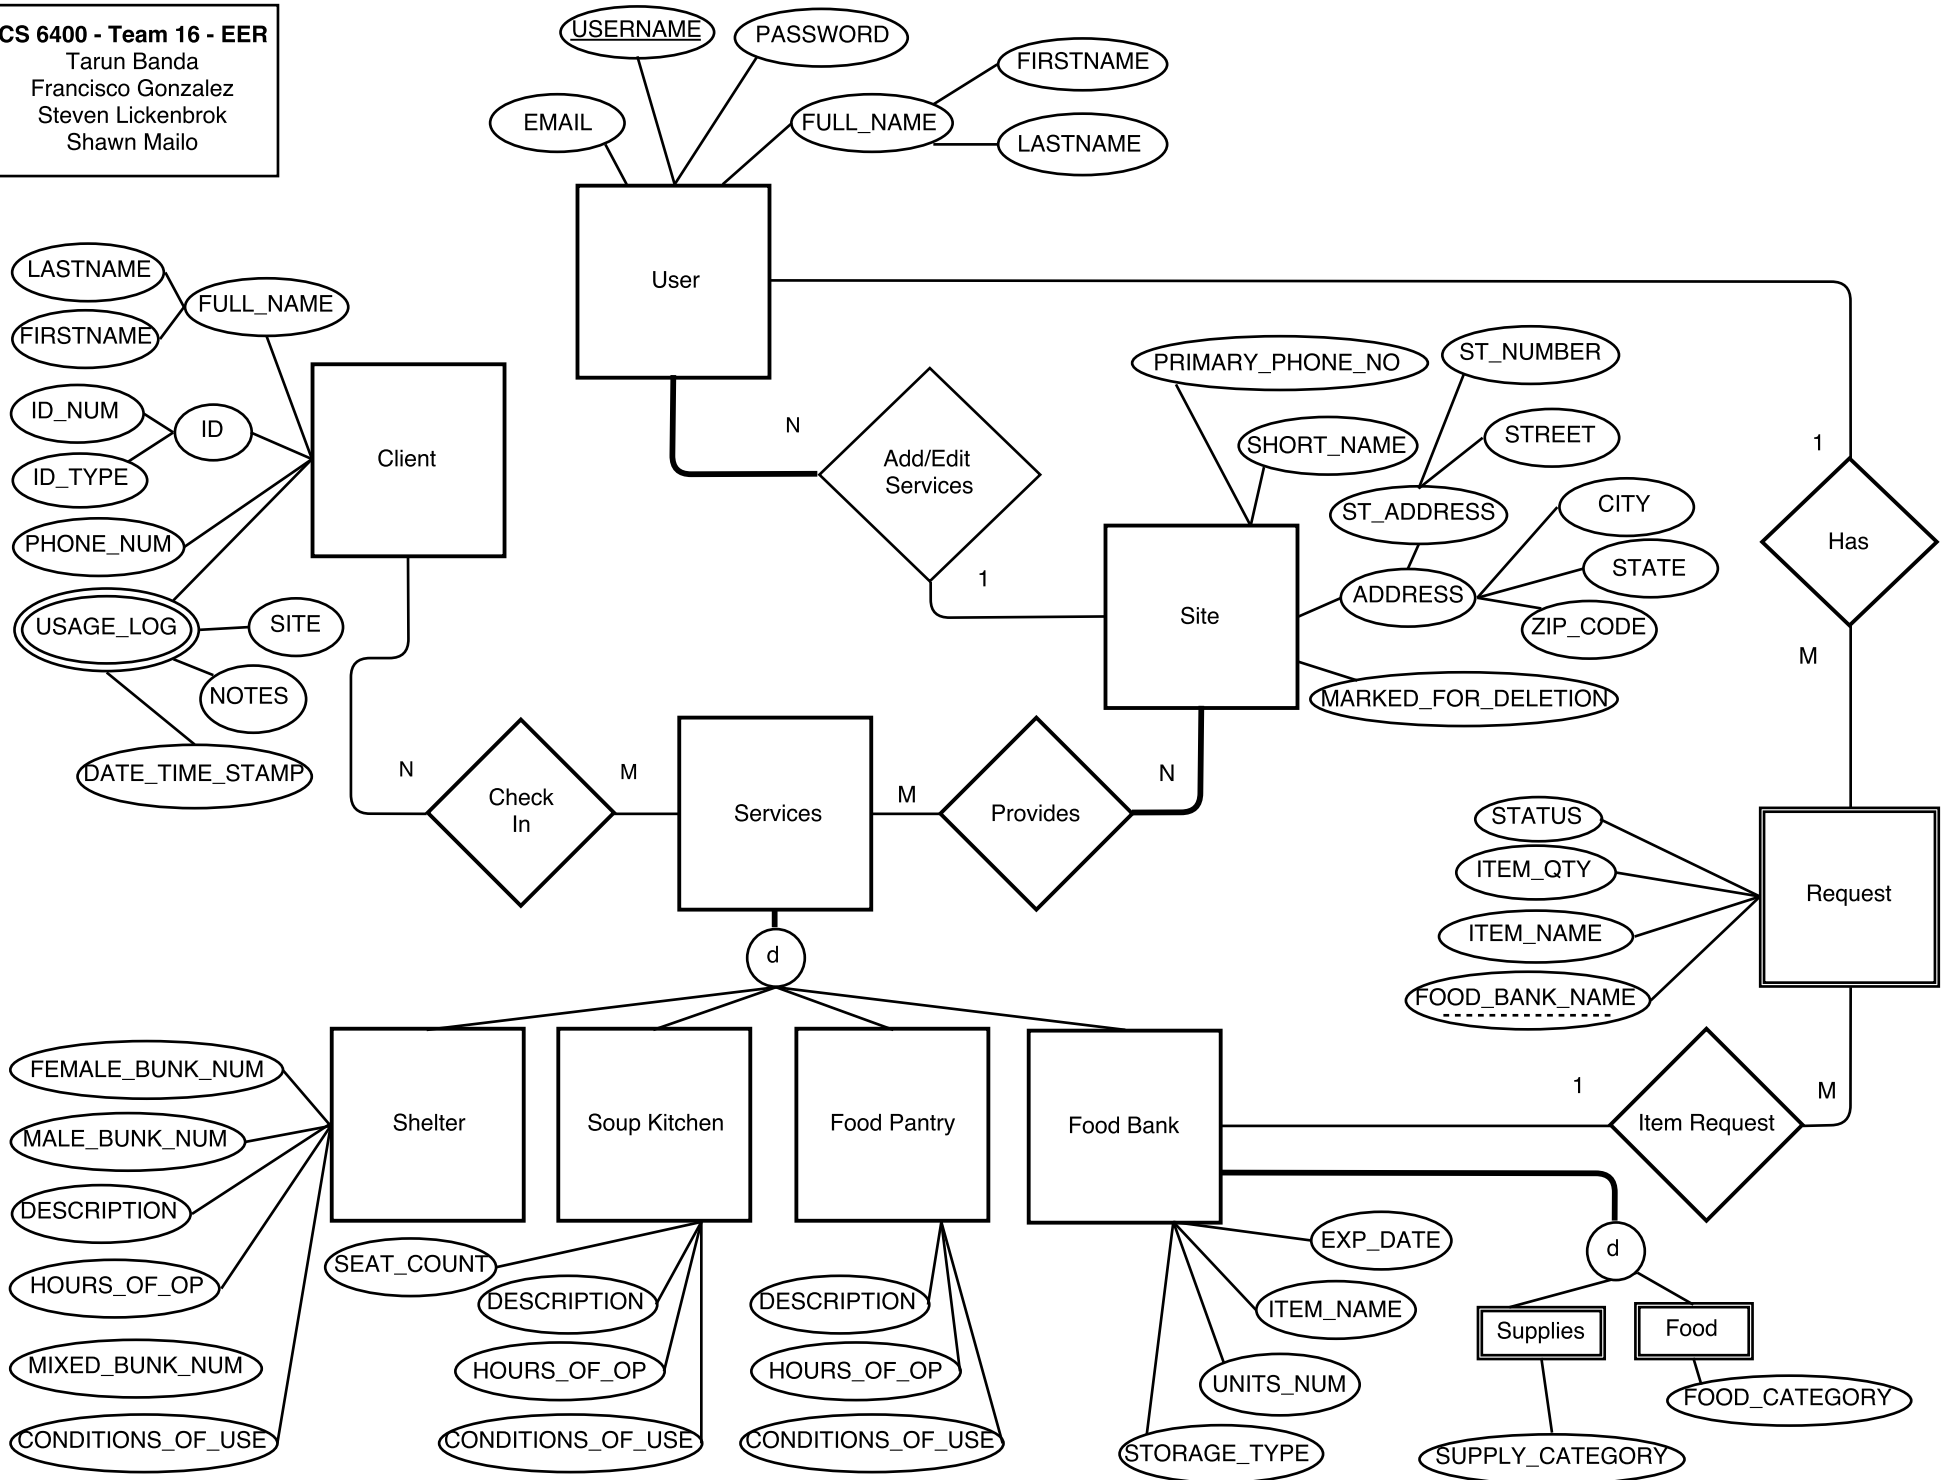 CS 6400 - Team 16 - EER
Tarun Banda
Francisco Gonzalez
Steven Lickenbrok
Shawn Mailo
USERNAME
PASSWORD
EMAIL
FULL_NAME
FIRSTNAME
LASTNAME
User
LASTNAME
FIRSTNAME
FULL_NAME
ID_NUM
ID
ID_TYPE
PHONE_NUM
USAGE_LOG
SITE
NOTES
DATE_TIME_STAMP
Client
N
Add/Edit
Services
1
PRIMARY_PHONE_NO
SHORT_NAME
ST_NUMBER
STREET
ST_ADDRESS
CITY
STATE
ADDRESS
ZIP_CODE
MARKED_FOR_DELETION
Site
1
Has
M
N
Check
In
M
Services
M
Provides
N
STATUS
ITEM_QTY
ITEM_NAME
FOOD_BANK_NAME
Request
d
FEMALE_BUNK_NUM
MALE_BUNK_NUM
DESCRIPTION
HOURS_OF_OP
MIXED_BUNK_NUM
CONDITIONS_OF_USE
Shelter
Soup Kitchen
Food Pantry
Food Bank
1
Item Request
M
SEAT_COUNT
DESCRIPTION
HOURS_OF_OP
CONDITIONS_OF_USE
DESCRIPTION
HOURS_OF_OP
CONDITIONS_OF_USE
EXP_DATE
ITEM_NAME
UNITS_NUM
STORAGE_TYPE
d
Supplies
Food
FOOD_CATEGORY
SUPPLY_CATEGORY